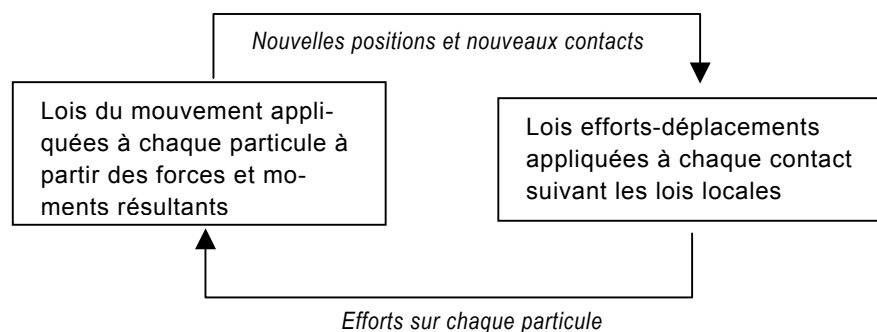 Nouvelles positions et nouveaux contacts
Lois du mouvement appli-
quées à chaque particule à
partir des forces et mo-
ments résultants
Lois efforts-déplacements
appliquées à chaque contact
suivant les lois locales
Efforts sur chaque particule